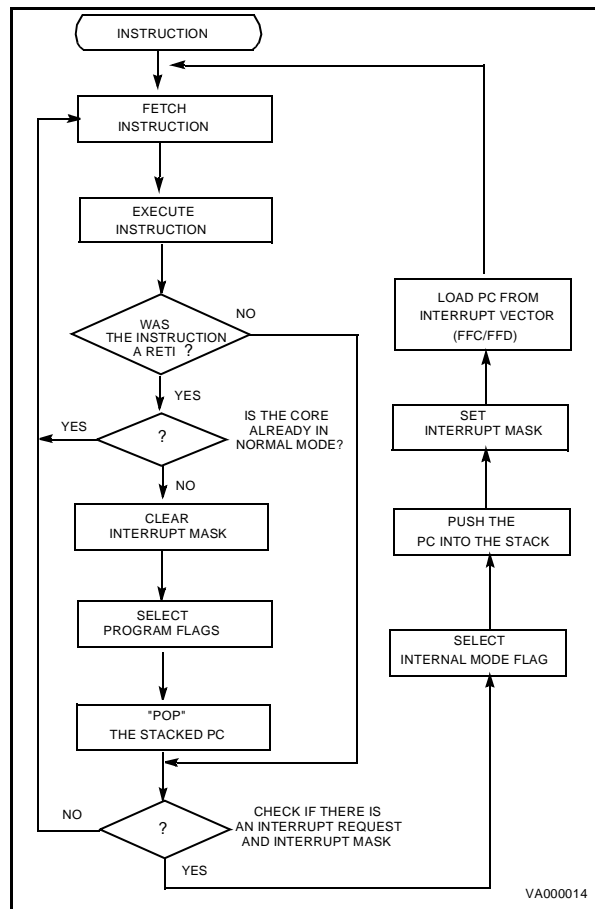 INSTRUCTION
FETCH
INSTRUCTION
EXECUTE
INSTRUCTION
NO
WAS
THE INSTRUCTION
A RETI ?
YES
YES
?
IS THE CORE
ALREADY IN
NORMAL MODE?
NO
CLEAR
INTERRUPT MASK
SELECT
PROGRAM FLAGS
"POP"
THE STACKED PC
NO
?
CHECK IF THERE IS
AN INTERRUPT REQUEST
AND INTERRUPT MASK
YES
LOAD PC FROM
INTERRUPT VECTOR
(FFC/FFD)
SET
INTERRUPT MASK
PUSH THE
PC INTO THE STACK
SELECT
INTERNAL MODE FLAG
VA000014